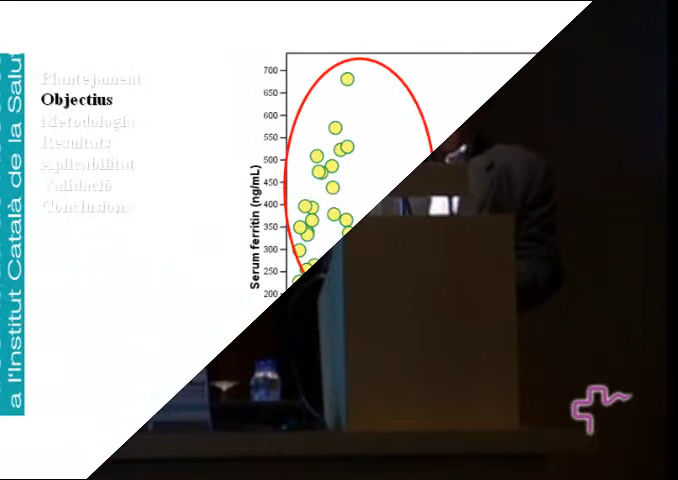 a l'Institut Català de la Salut
Plantejament
Objectius
Metodologia
Resultats
Aplicabilitat
Validació
Conclusions
Serum ferritin (ng/mL)
700
650
600
550
500
450
400
350
300
250
200